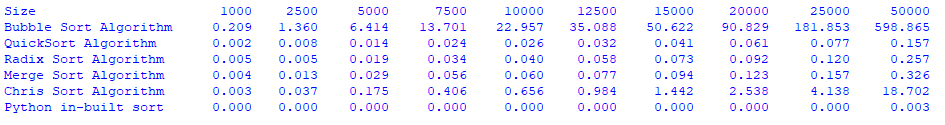 Size 1000 2500 5000 7500 10000 12500 15000 20000 25000 50000
Bubble Sort Algorithm 0.209 1.360 6.414 13.701 22.957 35.088 50.622 90.829 181.853 598.865
QuickSort Algorithm 0.002 0.008 0.014 0.024 0.026 0.032 0.041 0.061 0.077 0.157
Radix Sort Algorithm 0.005 0.005 0.019 0.034 0.040 0.058 0.073 0.092 0.120 0.257
Merge Sort Algorithm 0.004 0.013 0.029 0.056 0.060 0.077 0.094 0.123 0.157 0.326
Chris Sort Algorithm 0.003 0.037 0.175 0.406 0.656 0.984 1.442 2.538 4.138 18.702
Python in-built sort 0.000 0.000 0.000 0.000 0.000 0.000 0.000 0.000 0.000 0.003